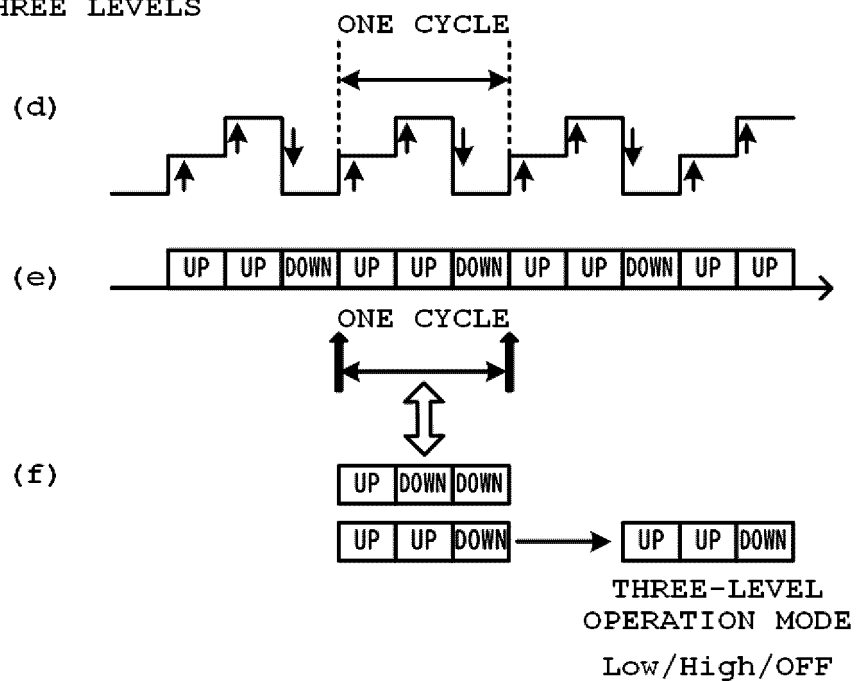 THREE LEVELS
ONE CYCLE
(d)
(e) UP UP DOWN UP UP DOWN UP UP DOWN UP UP
ONE CYCLE
(f)
UP DOWN DOWN
UP UP DOWN UP UP DOWN
THREE-LEVEL
OPERATION MODE
Low/High/OFF